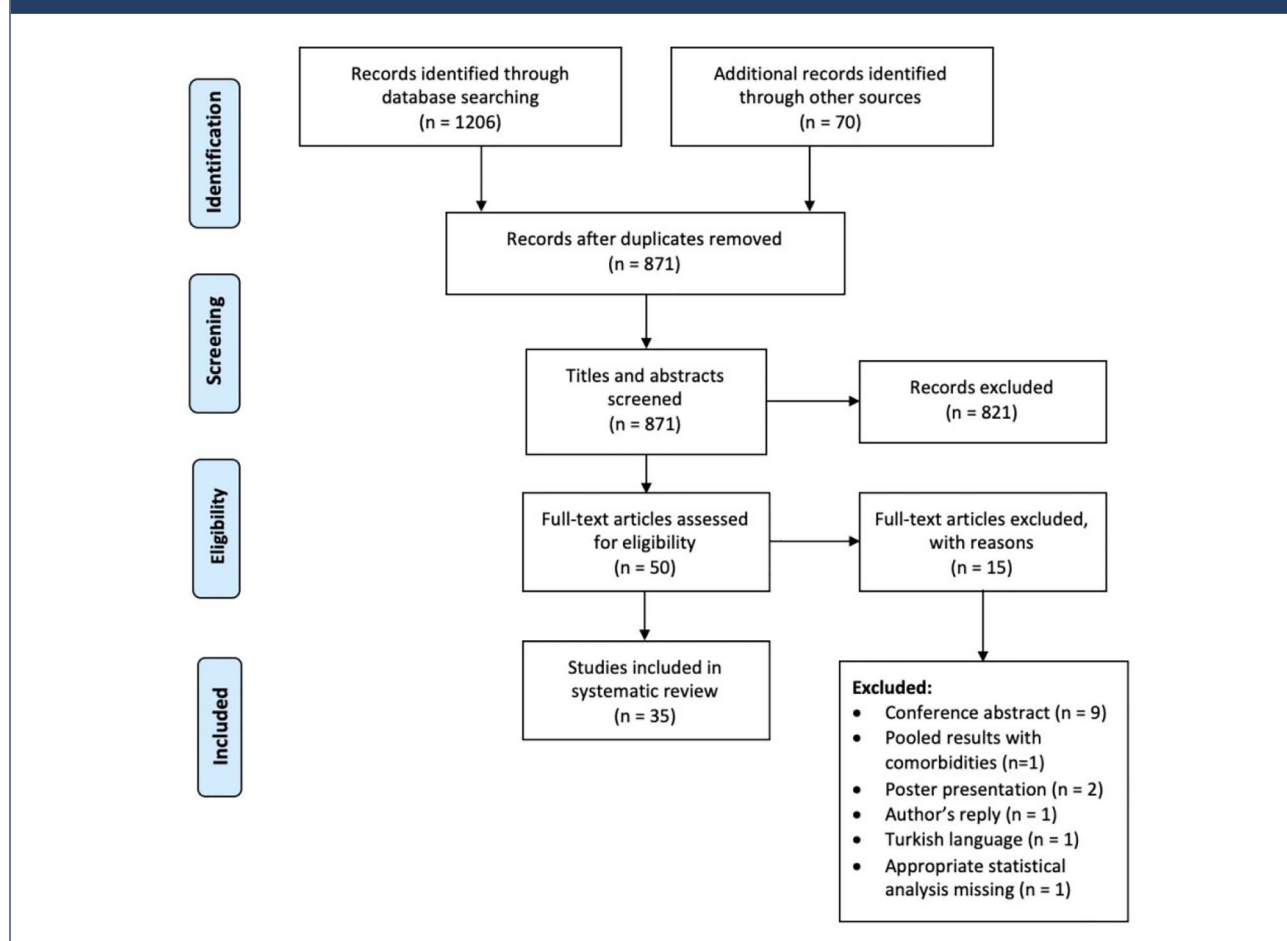 Identification
Records identified through
database searching
(n = 1206)
Additional records identified
through other sources
(n = 70)
Records after duplicates removed
(n = 871)
Screening
Titles and abstracts
screened
(n = 871)
Records excluded
(n = 821)
Eligibility
Full-text articles assessed
for eligibility
(n = 50)
Full-text articles excluded,
with reasons
(n = 15)
Included
Studies included in
systematic review
(n = 35)
Excluded:
• Conference abstract (n = 9)
• Pooled results with
comorbidities (n=1)
• Poster presentation (n = 2)
• Author's reply (n = 1)
• Turkish language (n = 1)
• Appropriate statistical
analysis missing (n = 1)